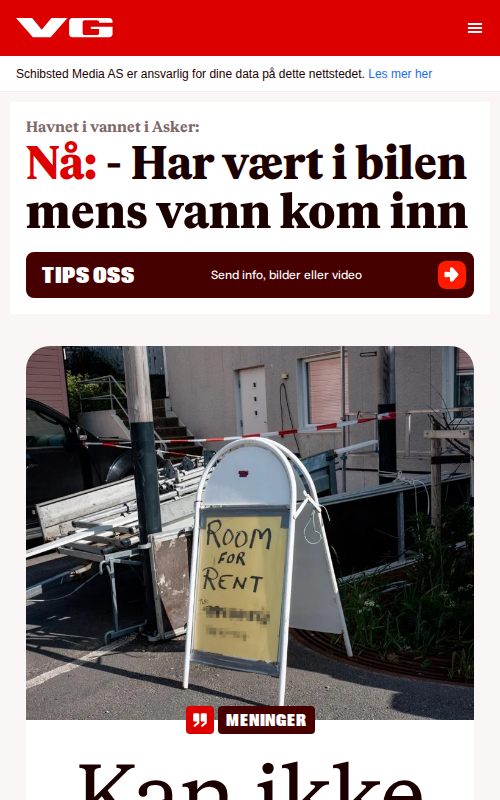 VG
Schibsted Media AS er ansvarlig for dine data på dette nettstedet. Les mer her
Havnet i vannet i Asker:
Nå: - Har vært i bilen
mens vann kom inn
TIPS OSS
Send info, bilder eller video
ROOM
FOR
RENT
MENINGER
Kan ikke